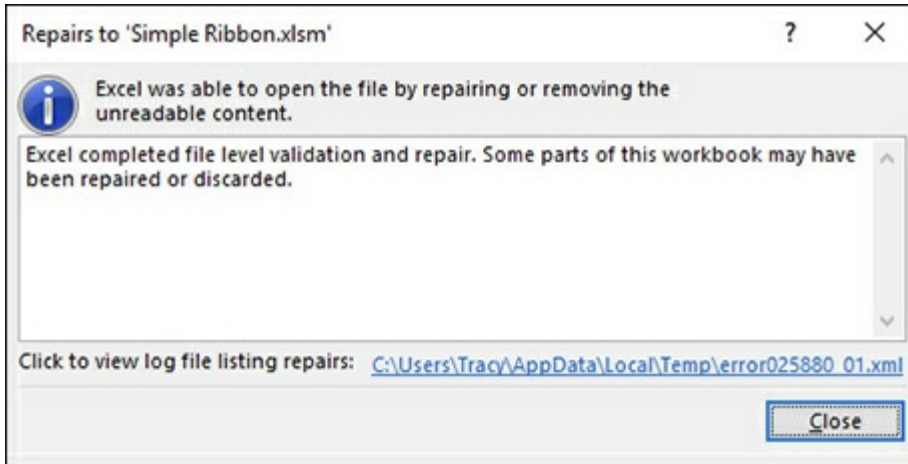 Repairs to 'Simple Ribbon.xlsm'
?
Excel was able to open the file by repairing or removing the
unreadable content.
Excel completed file level validation and repair. Some parts of this workbook may have
been repaired or discarded.
Click to view log file listing repairs: C:\Users\Tracy\AppData\Local\Temp\error025880_01.xml
Close